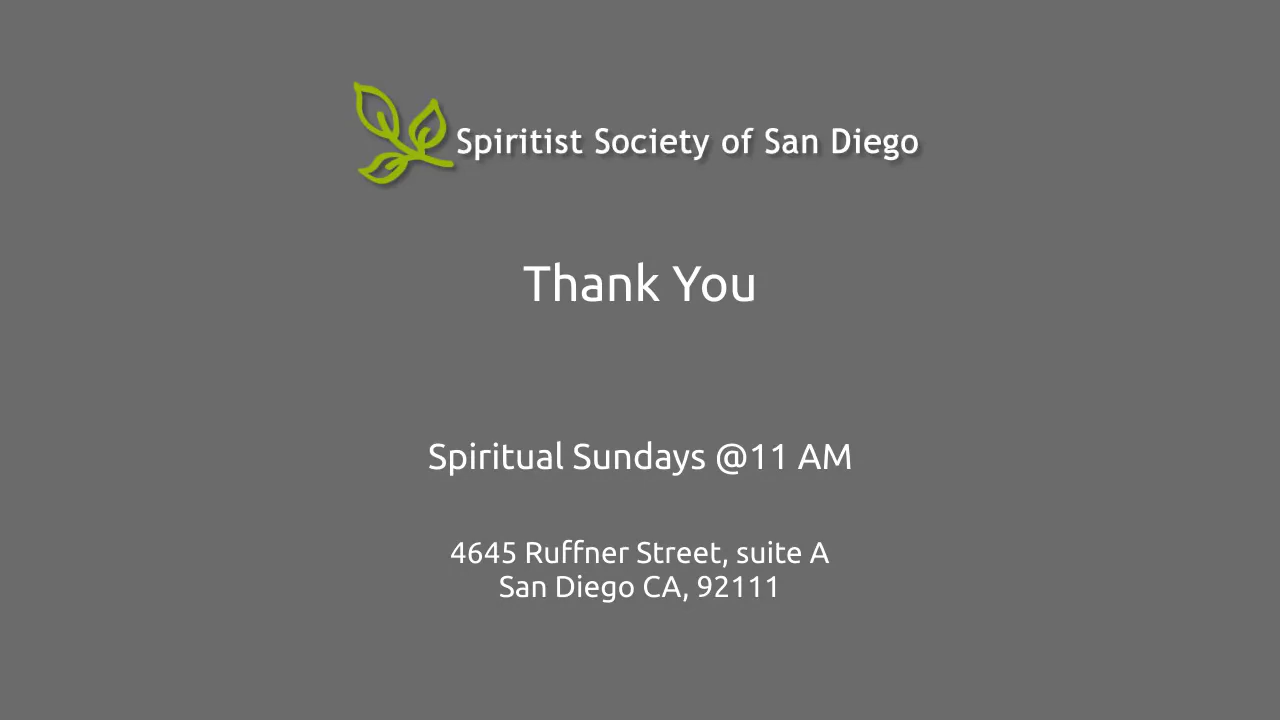 Spiritist Society of San Diego
Thank You
Spiritual Sundays @11 AM
4645 Ruffner Street, suite A
San Diego CA, 92111